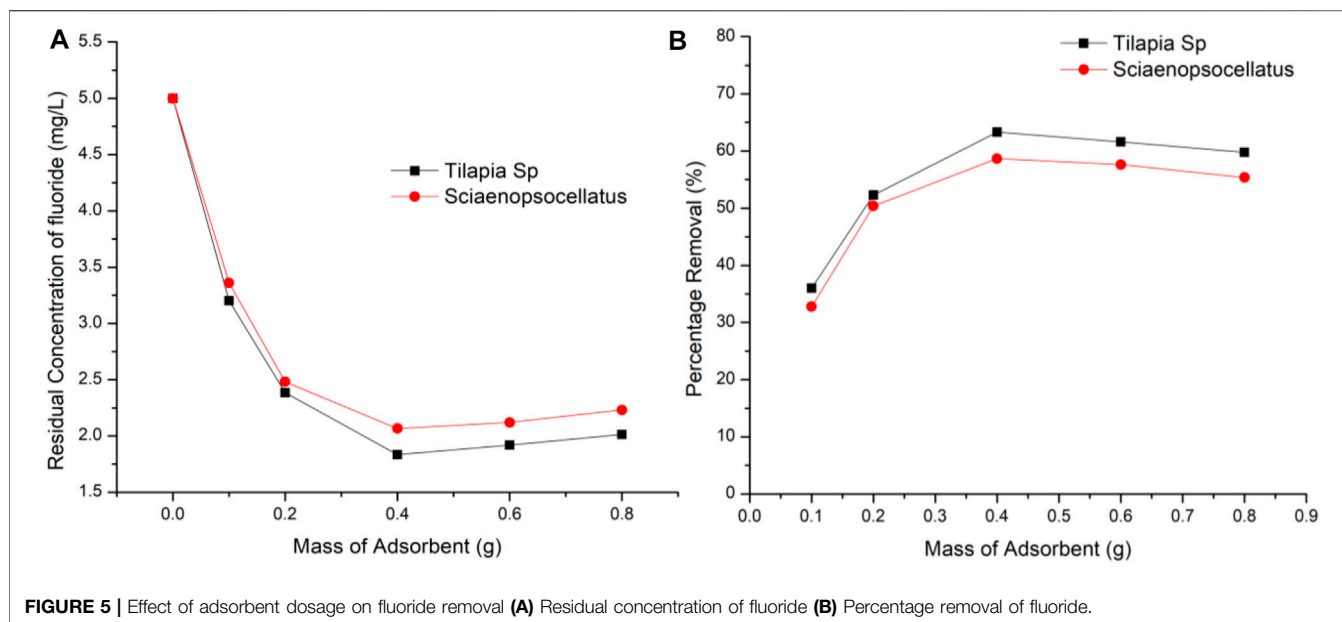 A
5.5
5.0
4.5
4.0
3.5
3.0
2.5
2.0
1.5
Residual Concentration of fluoride (mg/L)
Tilapia Sp
Sciaenopsocellatus
0.0 0.2 0.4 0.6 0.8
Mass of Adsorbent (g)
B
80
70
60
50
40
30
20
10
0
Percentage Removal (%)
Tilapia Sp
Sciaenopsocellatus
0.0 0.1 0.2 0.3 0.4 0.5 0.6 0.7 0.8 0.9
Mass of Adsorbent (g)
FIGURE 5 | Effect of adsorbent dosage on fluoride removal (A) Residual concentration of fluoride (B) Percentage removal of fluoride.